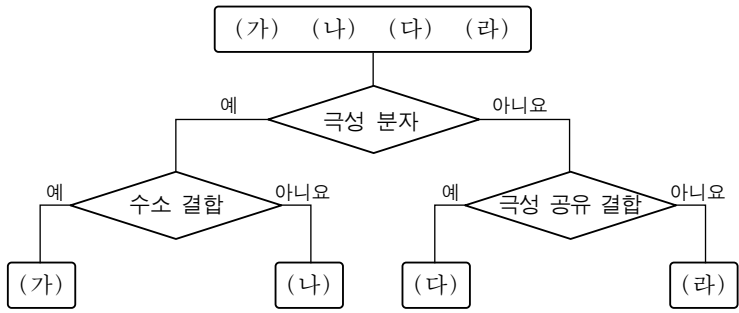 (가) (나) (다) (라)
예 아니요
극성 분자
예 아니요 예 아니요
수소 결합 극성 공유 결합
(가) (나) (다) (라)